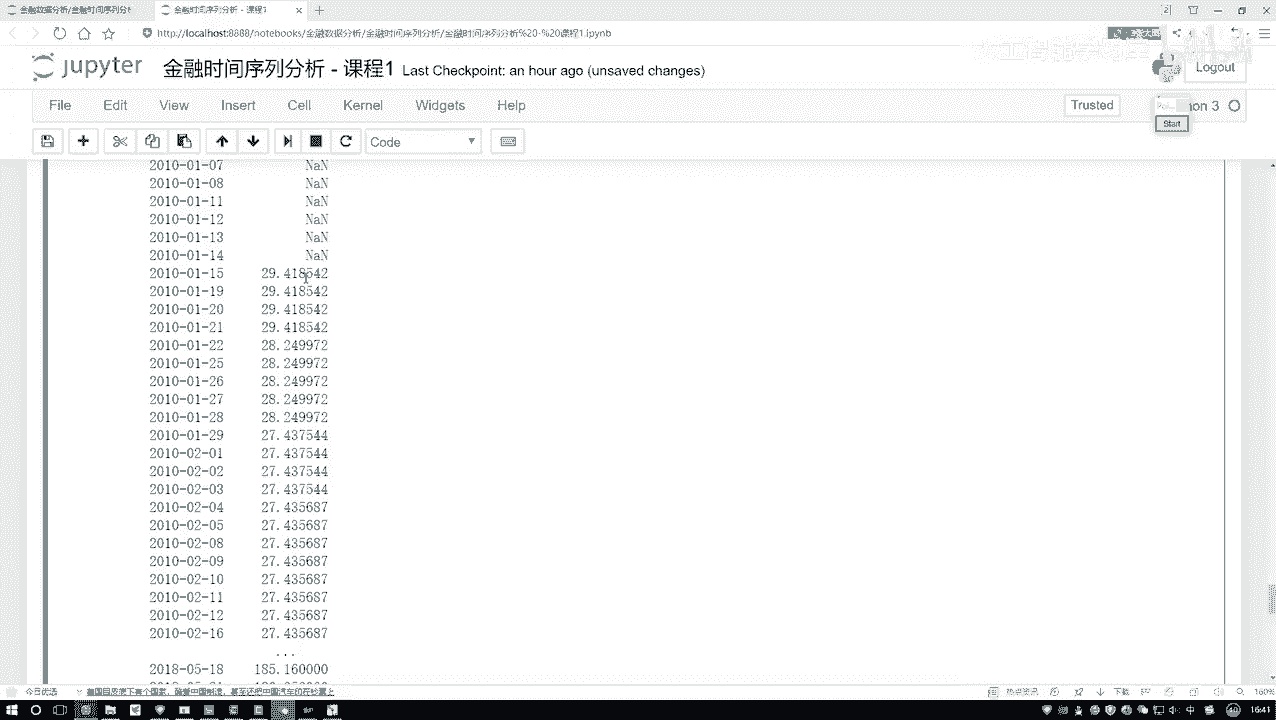 金融数据分析/金融时间序列分
金融时间序列分析 - 课程1
http://localhost:8888/notebooks/金融数据分析/金融时间序列分析/金融时间序列分析%20-%20课程1.ipynb
jupyter 金融时间序列分析 - 课程1 Last Checkpoint: an hour ago (unsaved changes)
Logout
File Edit View Insert Cell Kernel Widgets Help
Trusted
Start
Code
2010-01-07 NaN
2010-01-08 NaN
2010-01-11 NaN
2010-01-12 NaN
2010-01-13 NaN
2010-01-14 NaN
2010-01-15 29.418542
2010-01-19 29.418542
2010-01-20 29.418542
2010-01-21 29.418542
2010-01-22 28.249972
2010-01-25 28.249972
2010-01-26 28.249972
2010-01-27 28.249972
2010-01-28 28.249972
2010-01-29 27.437544
2010-02-01 27.437544
2010-02-02 27.437544
2010-02-03 27.437544
2010-02-04 27.435687
2010-02-05 27.435687
2010-02-08 27.435687
2010-02-09 27.435687
2010-02-10 27.435687
2010-02-11 27.435687
2010-02-12 27.435687
2010-02-16 27.435687
...
2018-05-18 185.160000
今日优选
160%
中
16:41